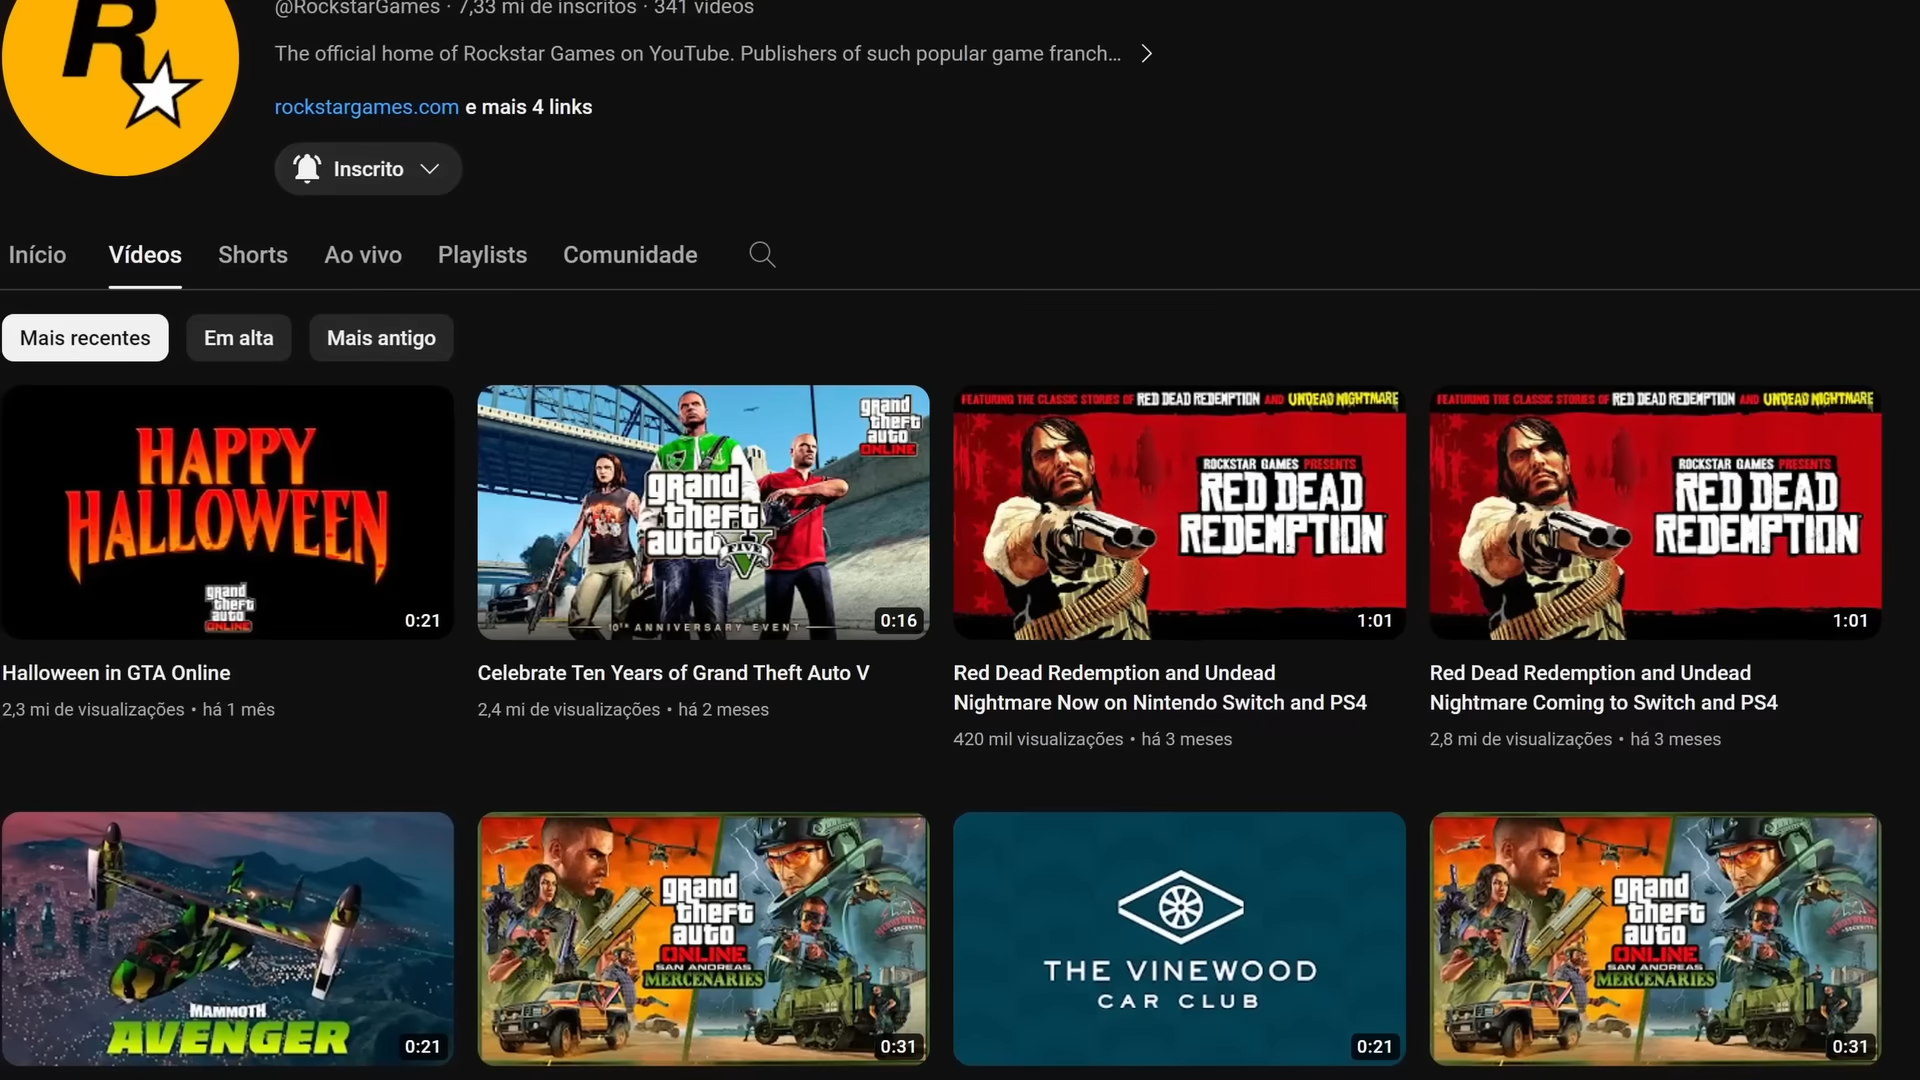 @RockstarGames · 7,33 mi de inscritos · 341 vídeos
The official home of Rockstar Games on YouTube. Publishers of such popular game franch...
rockstargames.com e mais 4 links
Inscrito
Início Vídeos Shorts Ao vivo Playlists Comunidade
Mais recentes Em alta Mais antigo
HAPPY
HALLOWEEN
grand
theft
auto
ONLINE
0:21
grand
theft
auto
ONLINE
grand
theft
auto
FIVE
10TH ANNIVERSARY EVENT
0:16
FEATURING THE CLASSIC STORIES OF RED DEAD REDEMPTION AND UNDEAD NIGHTMARE
ROCKSTAR GAMES PRESENTS
RED DEAD
REDEMPTION
1:01
FEATURING THE CLASSIC STORIES OF RED DEAD REDEMPTION AND UNDEAD NIGHTMARE
ROCKSTAR GAMES PRESENTS
RED DEAD
REDEMPTION
1:01
Halloween in GTA Online
2,3 mi de visualizações • há 1 mês
Celebrate Ten Years of Grand Theft Auto V
2,4 mi de visualizações • há 2 meses
Red Dead Redemption and Undead
Nightmare Now on Nintendo Switch and PS4
420 mil visualizações • há 3 meses
Red Dead Redemption and Undead
Nightmare Coming to Switch and PS4
2,8 mi de visualizações • há 3 meses
MAMMOTH
AVENGER
0:21
grand
theft
auto
ONLINE
SAN ANDREAS
MERCENARIES
0:31
THE VINEWOOD
CAR CLUB
0:21
grand
theft
auto
ONLINE
SAN ANDREAS
MERCENARIES
0:31